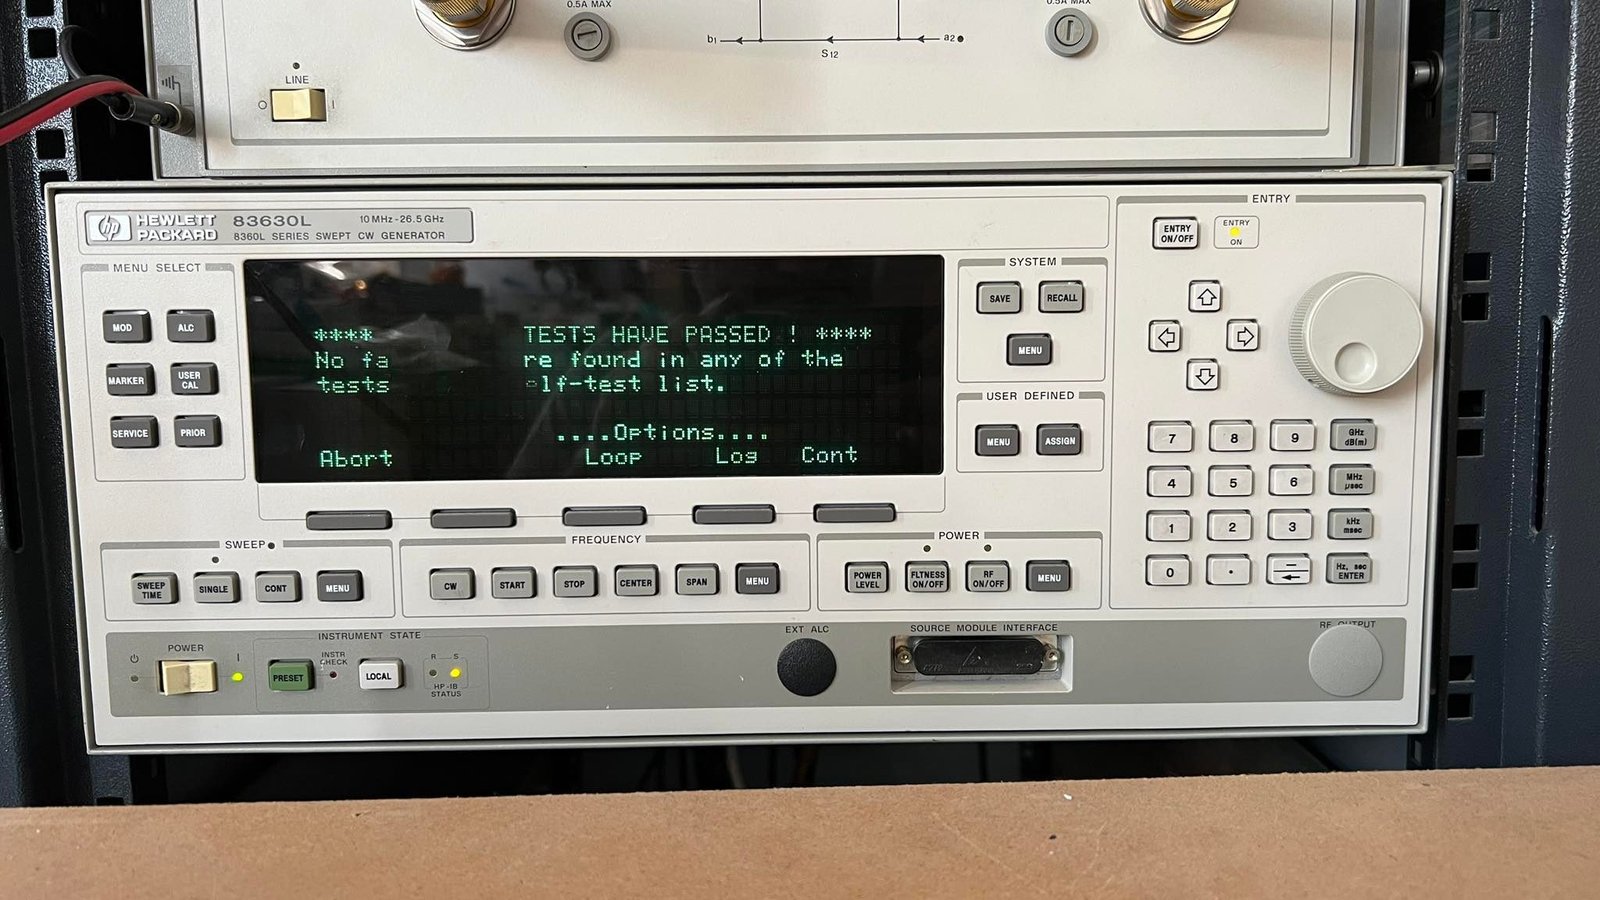 0.5A MAX
0.5A MAX
b1
S12
a2
LINE
O I
HEWLETT PACKARD 83630L 10 MHz - 26.5 GHz
8360L SERIES SWEPT CW GENERATOR
ENTRY
ENTRY ON/OFF
ENTRY ON
MENU SELECT
MOD ALC
MARKER USER CAL
SERVICE PRIOR
**** TESTS HAVE PASSED ! ****
No fa re found in any of the
tests lf-test list.
....Options....
Abort Loop Log Cont
SYSTEM
SAVE RECALL
MENU
USER DEFINED
MENU ASSIGN
7 8 9 GHz dB(m)
4 5 6 MHz µsec
1 2 3 kHz msec
0 . − Hz, sec ENTER
SWEEP
SWEEP TIME SINGLE CONT MENU
FREQUENCY
CW START STOP CENTER SPAN MENU
POWER
POWER LEVEL FLTNESS ON/OFF RF ON/OFF MENU
POWER
I
INSTRUMENT STATE
PRESET INSTR CHECK LOCAL
R S
HP-IB STATUS
EXT ALC
SOURCE MODULE INTERFACE
RF OUTPUT